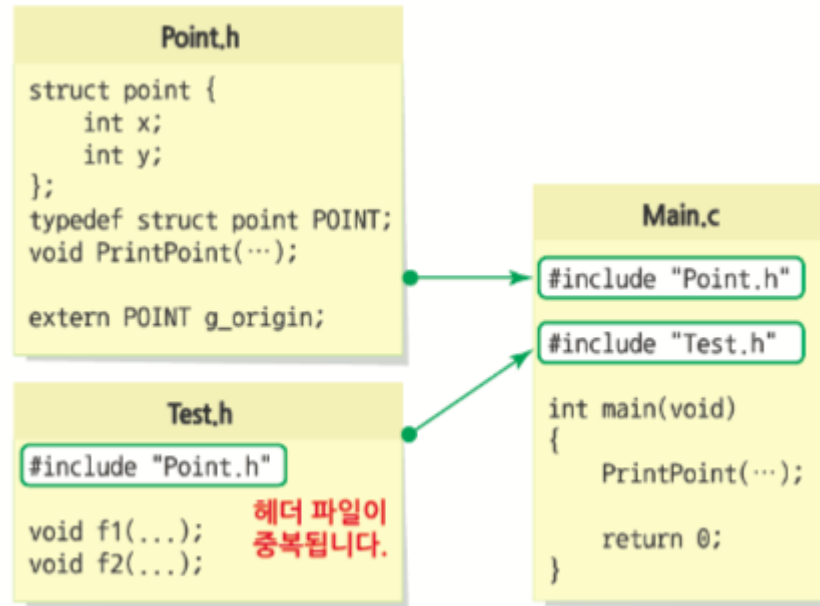 Point.h
struct point {
    int x;
    int y;
};
typedef struct point POINT;
void PrintPoint(…);
extern POINT g_origin;
Test.h
#include "Point.h"
void f1(...);
void f2(...);
헤더 파일이
중복됩니다.
Main.c
#include "Point.h"
#include "Test.h"
int main(void)
{
    PrintPoint(…);
    return 0;
}